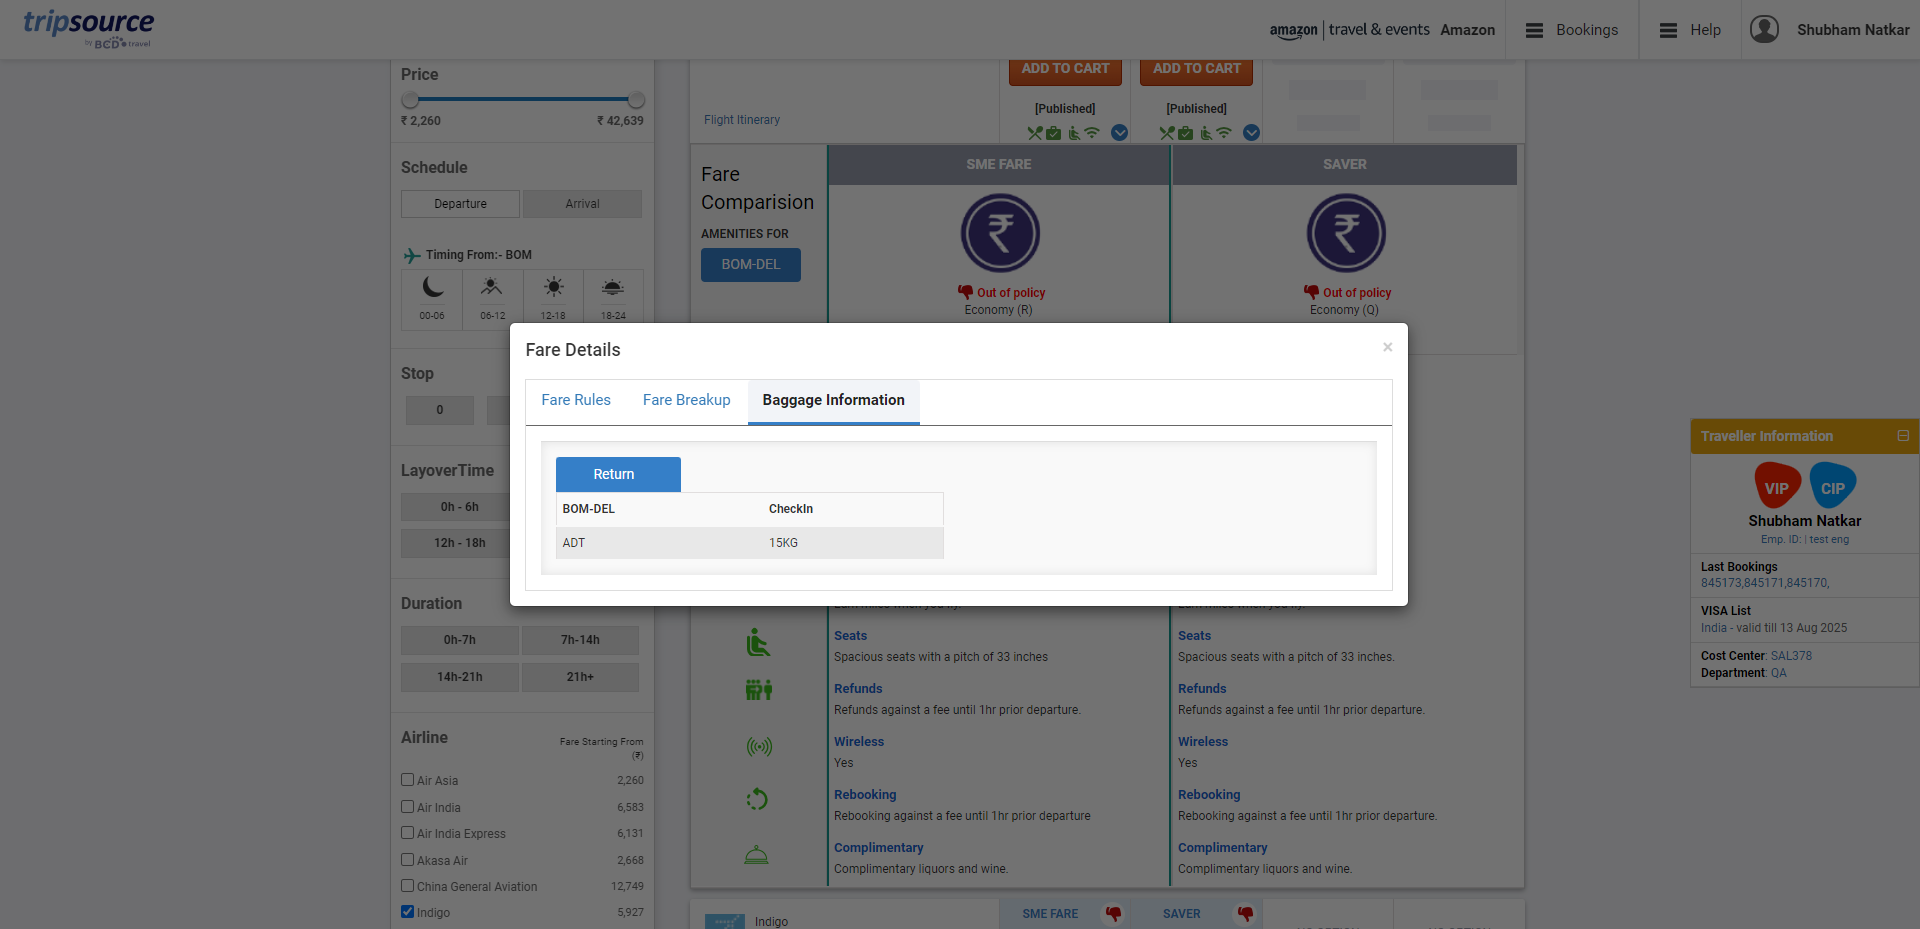 tripsource
by BCD travel
amazon travel & events Amazon
Bookings
Help
Shubham Natkar
Price
₹ 2,260 ₹ 42,639
Schedule
Departure Arrival
Timing From:- BOM
00-06 06-12 12-18 18-24
Stop
0
LayoverTime
0h - 6h
12h - 18h
Duration
0h-7h 7h-14h
14h-21h 21h+
Airline Fare Starting From (₹)
Air Asia 2,260
Air India 6,583
Air India Express 6,131
Akasa Air 2,668
China General Aviation 12,749
Indigo 5,927
ADD TO CART ADD TO CART
[Published] [Published]
Flight Itinerary
Fare Comparision
AMENITIES FOR
BOM-DEL
SME FARE SAVER
Out of policy Out of policy
Economy (R) Economy (Q)
Fare Details ×
Fare Rules Fare Breakup Baggage Information
Return
BOM-DEL CheckIn
ADT 15KG
Seats Seats
Spacious seats with a pitch of 33 inches Spacious seats with a pitch of 33 inches.
Refunds Refunds
Refunds against a fee until 1hr prior departure. Refunds against a fee until 1hr prior departure.
Wireless Wireless
Yes Yes
Rebooking Rebooking
Rebooking against a fee until 1hr prior departure Rebooking against a fee until 1hr prior departure.
Complimentary Complimentary
Complimentary liquors and wine. Complimentary liquors and wine.
Indigo SME FARE SAVER
Traveller Information
VIP CIP
Shubham Natkar
Emp. ID: | test eng
Last Bookings
845173,845171,845170,
VISA List
India - valid till 13 Aug 2025
Cost Center: SAL378
Department: QA